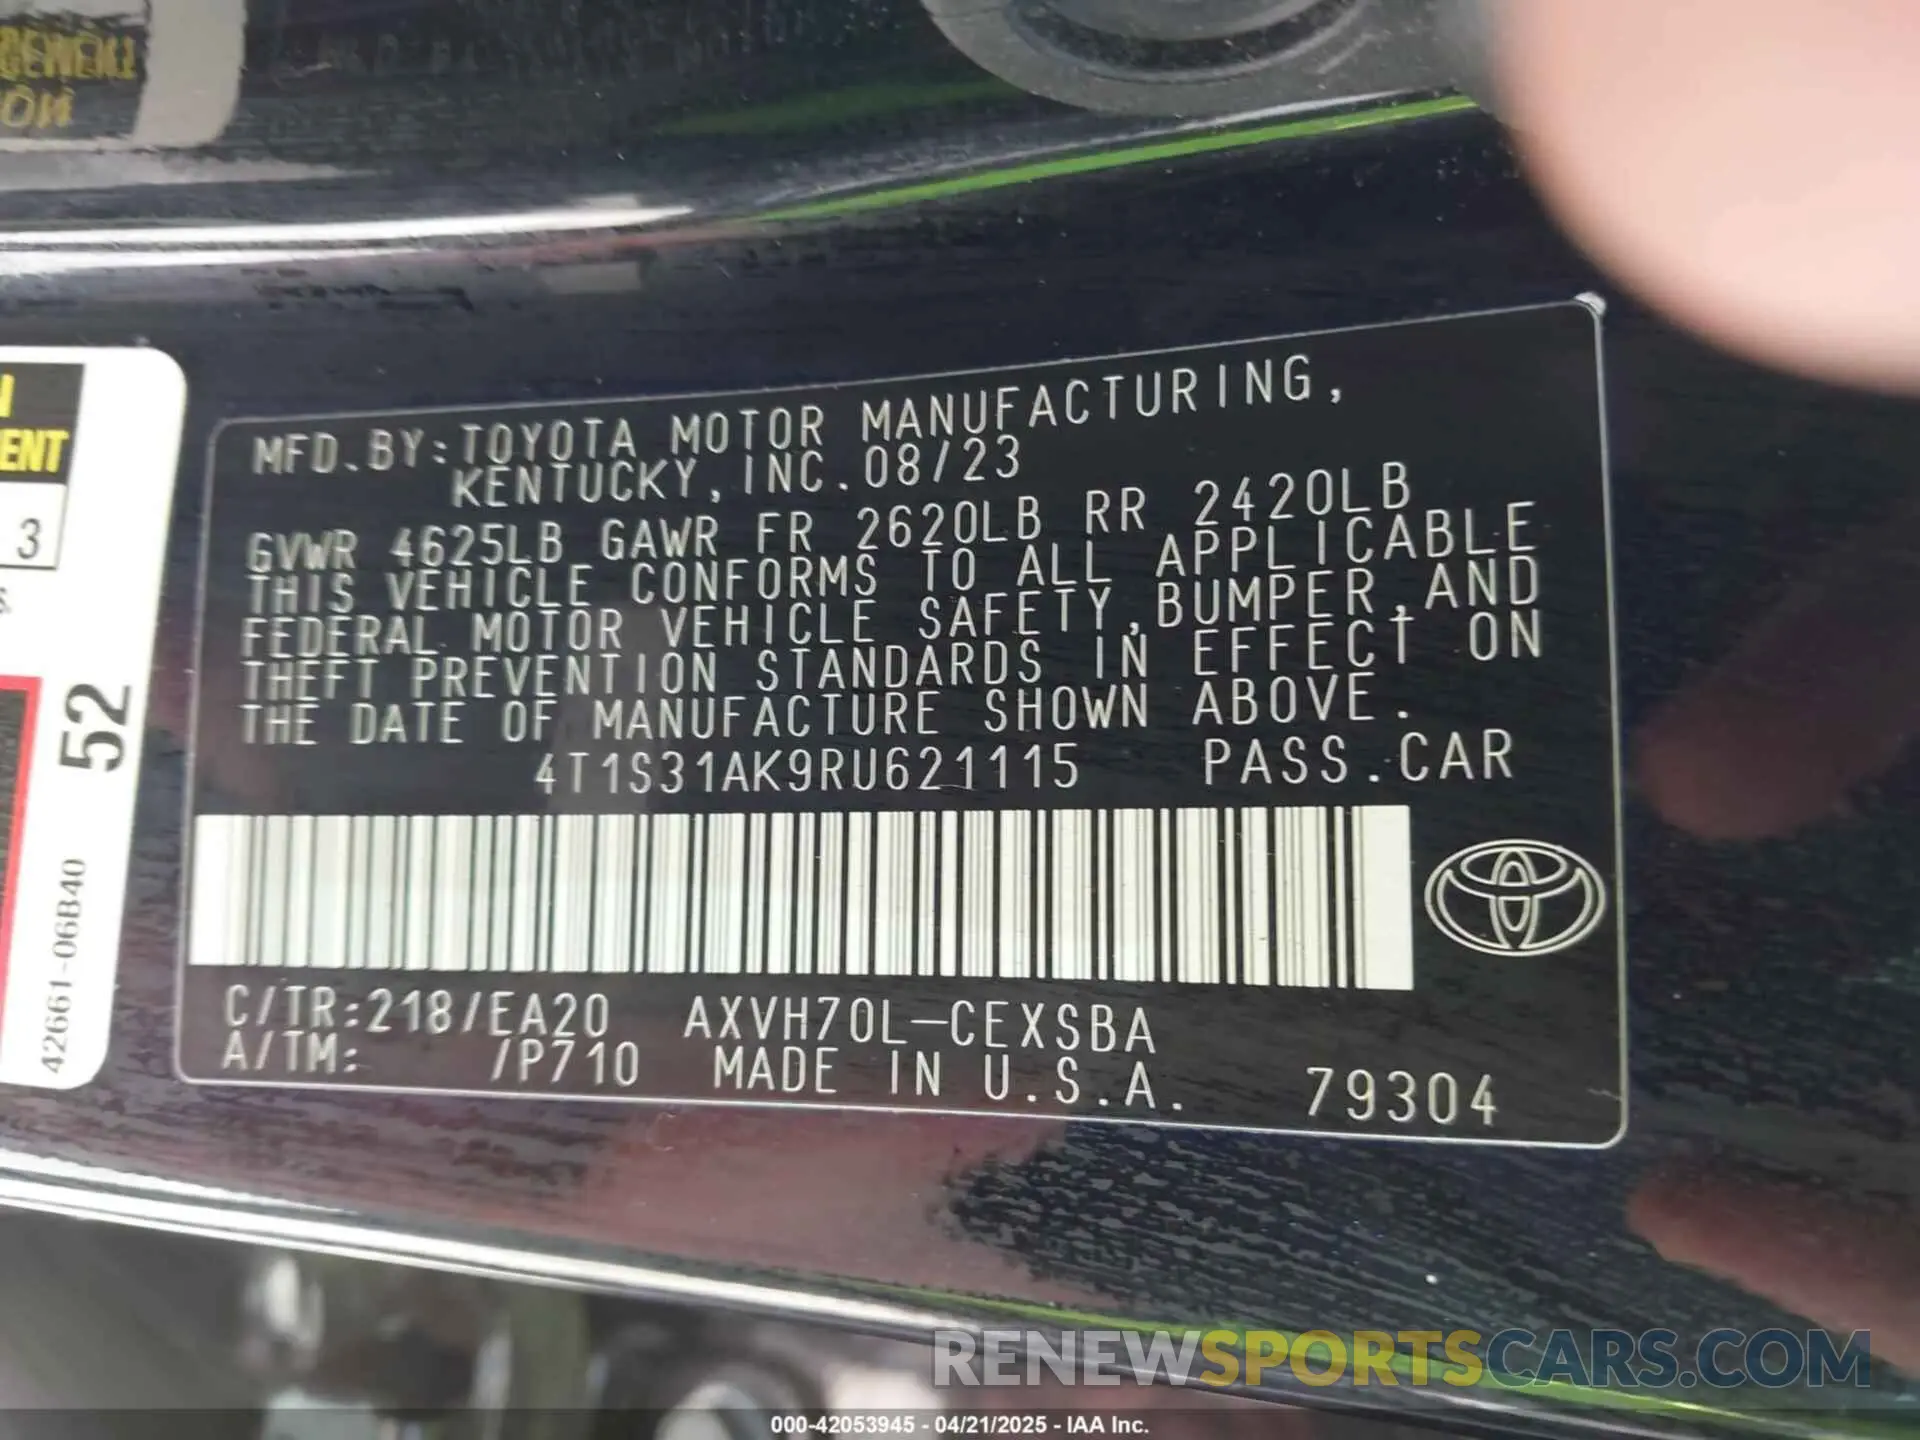 EMENT
3
52
42661-06B40
MFD.BY:TOYOTA MOTOR MANUFACTURING,
KENTUCKY, INC. 08/23
GVWR 4625LB GAWR FR 2620LB RR 2420LB
THIS VEHICLE CONFORMS TO ALL APPLICABLE
FEDERAL MOTOR VEHICLE SAFETY, BUMPER, AND
THEFT PREVENTION STANDARDS IN EFFECT ON
THE DATE OF MANUFACTURE SHOWN ABOVE.
4T1S31AK9RU621115 PASS.CAR
C/TR:218/EA20 AXVH70L-CEXSBA
A/TM: /P710 MADE IN U.S.A. 79304
RENEWSPORTSCARS.COM
000-42053945 - 04/21/2025 - IAA Inc.